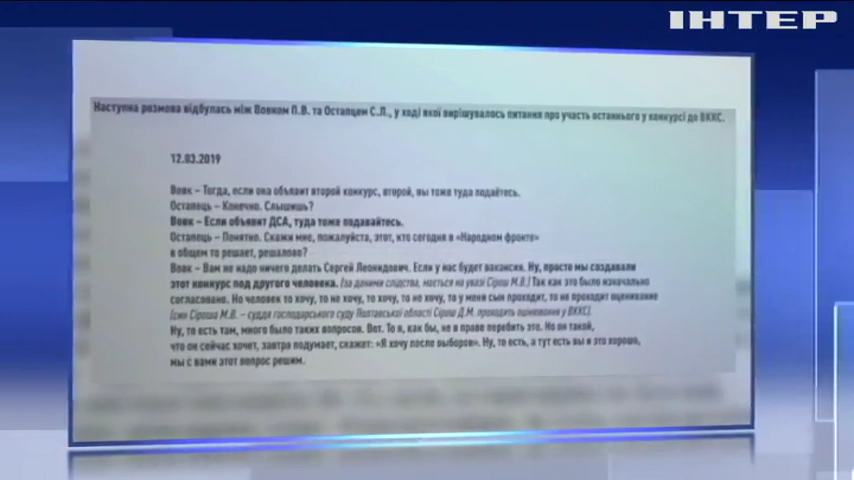 ІНТЕР
Наступна розмова відбулась між Вовком П.В. та Остапцем С.Л., у ході якої вирішувалось питання про участь останнього у конкурсі до ВККС.
12.03.2019
Вовк – Тогда, если она объявит второй конкурс, второй, вы тоже туда подаётесь.
Остапець – Конечно. Слышишь?
Вовк – Если объявит ДСА, туда тоже подавайтесь.
Остапець – Понятно. Скажи мне, пожалуйста, этот, кто сегодня в «Народном фронте»
в общем то решает, решалово?
Вовк – Вам не надо ничего делать Сергей Леонидович. Если у нас будет вакансия. Ну, просто мы создавали
этот конкурс под другого человека. (за даними слідства, мається на увазі Сірош М.В.) Так как это было изначально
согласовано. Но человек то хочу, то не хочу, то хочу, то не хочу, то у меня сын проходит, то не проходит оценивание
(син Сіроша М.В. – суддя господарського суду Полтавської області Сірош Д.М. проходить оцінювання у ВККС)
Ну, то есть там, много было таких вопросов. Вот. То я, как бы, не в праве перебить это. Но он такой,
что он сейчас хочет, завтра подумает, скажет: «Я хочу после выборов». Ну, то есть, а тут есть вы и это хорошо,
мы с вами этот вопрос решим.